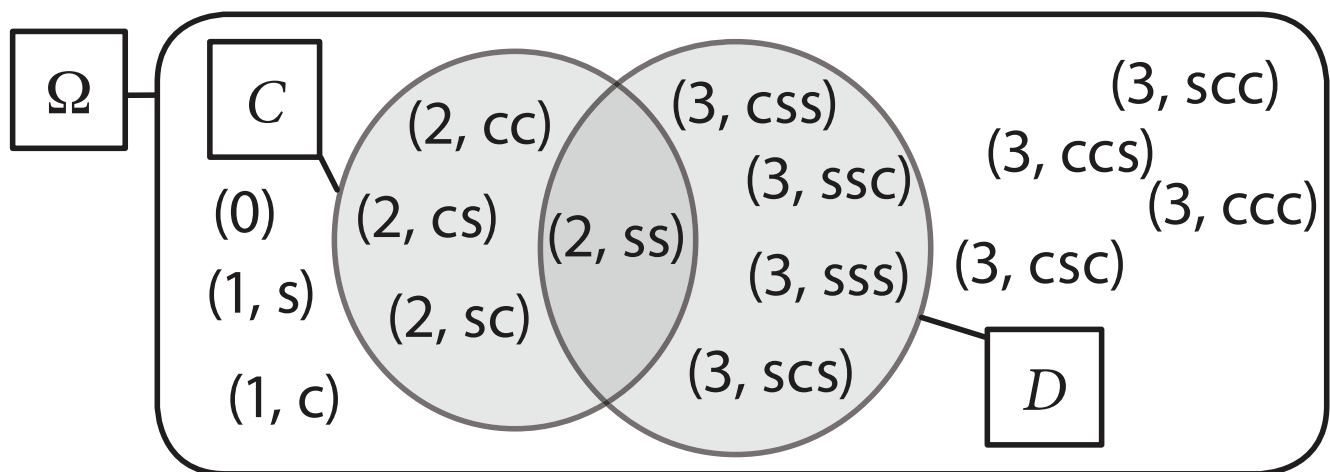 Ω
C
(0)
(1, s)
(1, c)
(2, cc)
(2, cs)
(2, sc)
(2, ss)
(3, css)
(3, ssc)
(3, sss)
(3, scs)
(3, scc)
(3, ccs)
(3, ccc)
(3, csc)
D